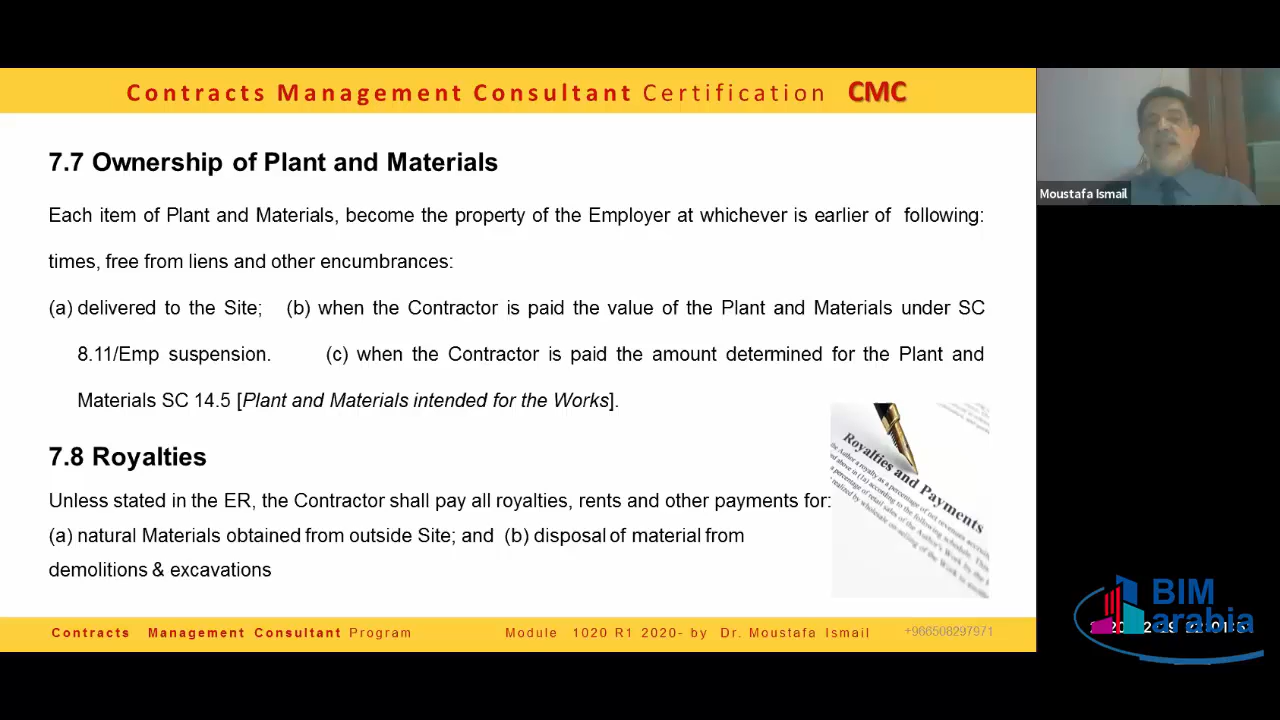 Contracts Management Consultant Certification CMC
7.7 Ownership of Plant and Materials
Each item of Plant and Materials, become the property of the Employer at whichever is earlier of following:
times, free from liens and other encumbrances:
(a) delivered to the Site; (b) when the Contractor is paid the value of the Plant and Materials under SC
8.11/Emp suspension. (c) when the Contractor is paid the amount determined for the Plant and
Materials SC 14.5 [Plant and Materials intended for the Works].
7.8 Royalties
Unless stated in the ER, the Contractor shall pay all royalties, rents and other payments for:
(a) natural Materials obtained from outside Site; and (b) disposal of material from
demolitions & excavations
Royalties and Payments
Contracts Management Consultant Program
Module 1020 R1 2020- by Dr. Moustafa Ismail
+966508297971
Moustafa Ismail
BIM
arabia